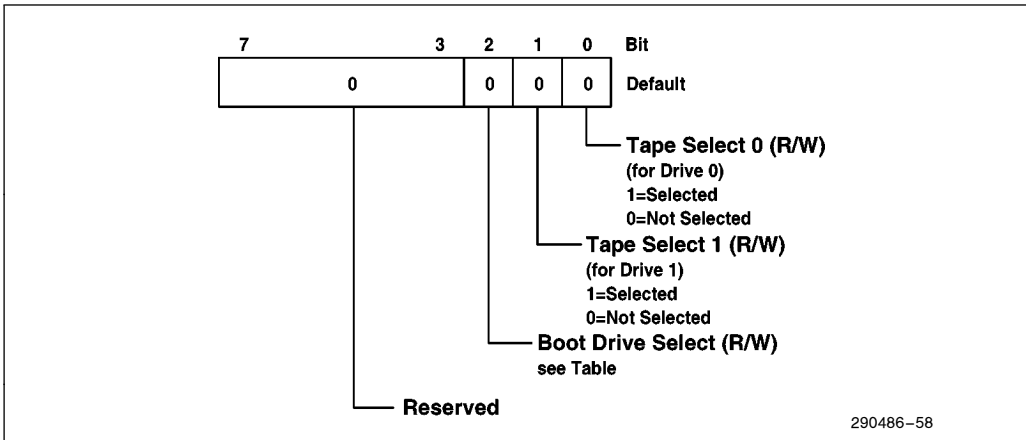 7 3 2 1 0 Bit
0 0 0 0 Default
Tape Select 0 (R/W)
(for Drive 0)
1=Selected
0=Not Selected
Tape Select 1 (R/W)
(for Drive 1)
1=Selected
0=Not Selected
Boot Drive Select (R/W)
see Table
Reserved
290486–58